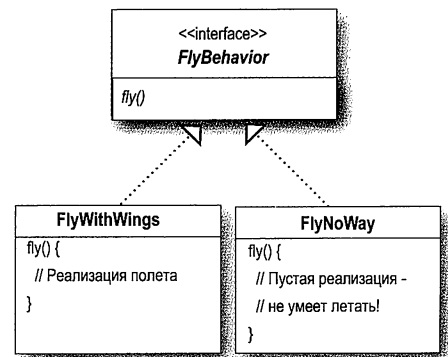 <<interface>>
FlyBehavior
fly()
FlyWithWings
fly() {
// Реализация полета
}
FlyNoWay
fly() {
// Пустая реализация -
// не умеет летать!
}